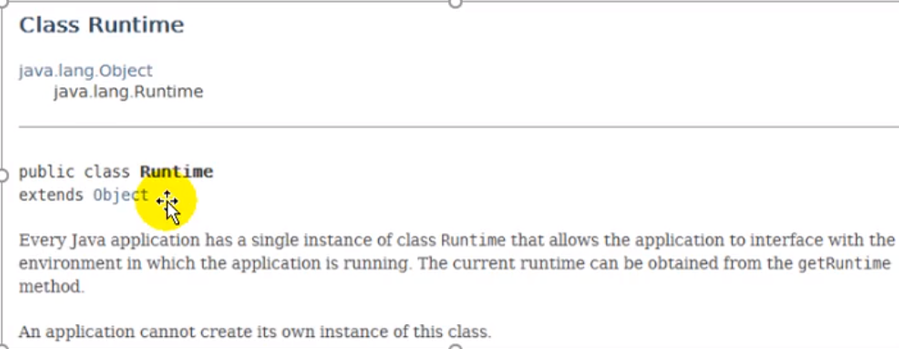 Class Runtime
java.lang.Object
java.lang.Runtime
public class Runtime
extends Object
Every Java application has a single instance of class Runtime that allows the application to interface with the
environment in which the application is running. The current runtime can be obtained from the getRuntime
method.
An application cannot create its own instance of this class.